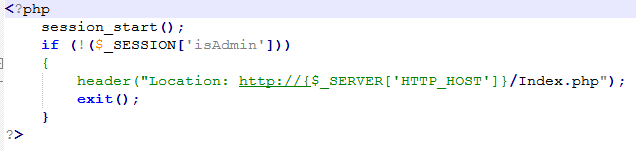 <?php
    session_start();
    if (!($_SESSION['isAdmin']))
    {
        header("Location: http://{$_SERVER['HTTP_HOST']}/Index.php");
        exit();
    }
?>